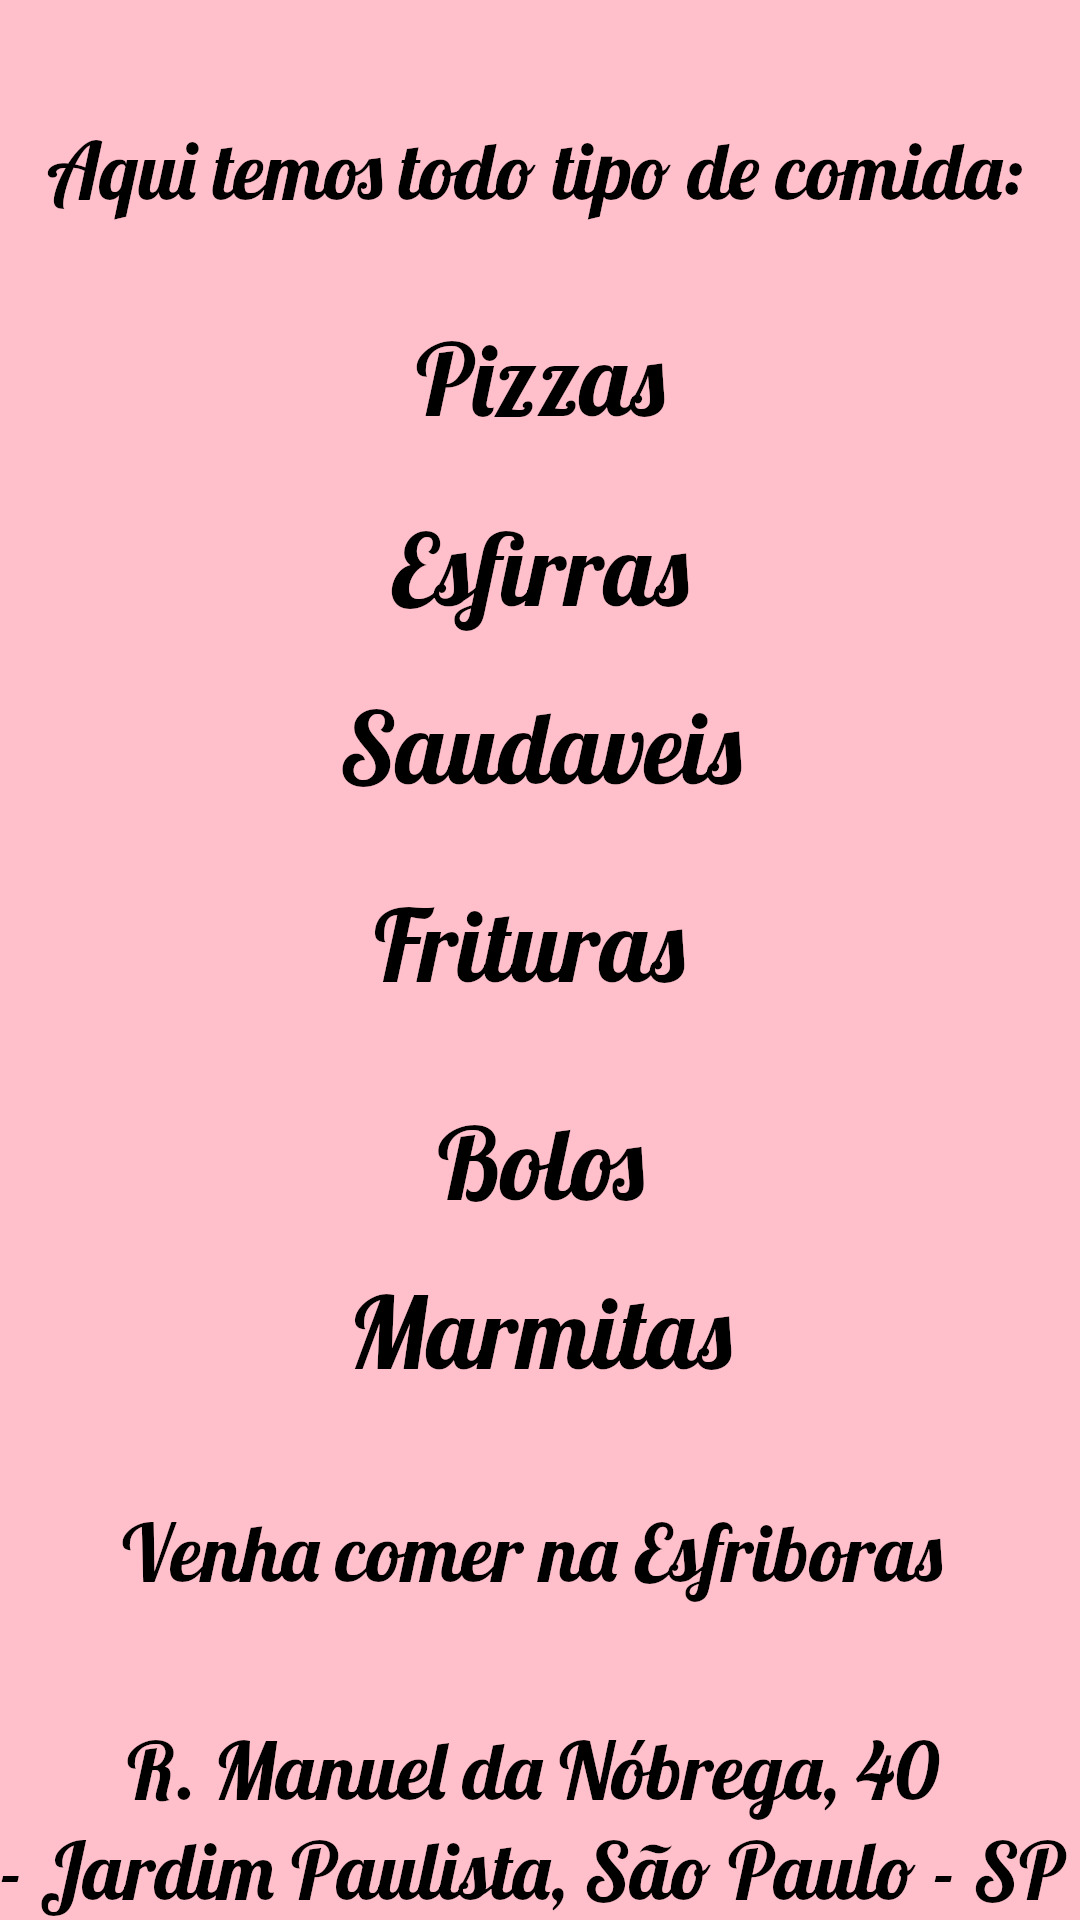 Aqui temos todo tipo de comida:
Pizzas
Esfirras
Saudaveis
Frituras
Bolos
Marmitas
Venha comer na Esfriboras
R. Manuel da Nóbrega, 40
- Jardim Paulista, São Paulo - SP